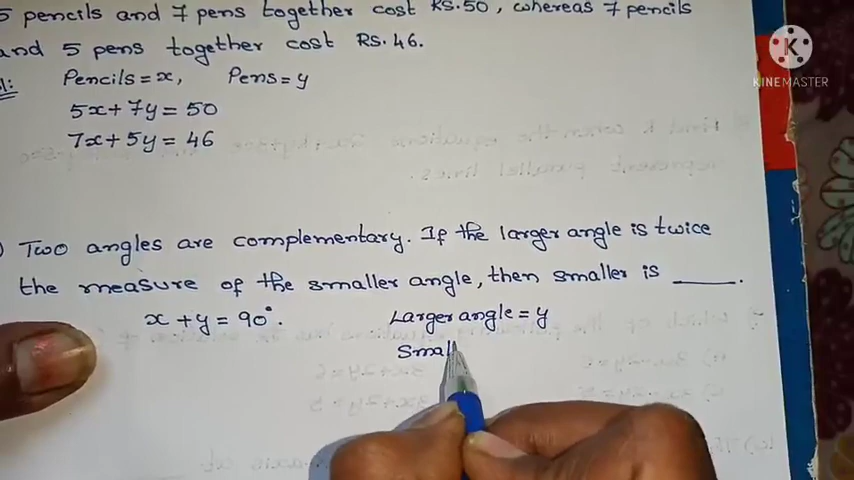 5 pencils and 7 pens together cost Rs.50, whereas 7 pencils
and 5 pens together cost Rs.46.
Pencils = x, Pens = y
5x + 7y = 50
7x + 5y = 46
) Two angles are complementary. If the larger angle is twice
the measure of the smaller angle, then smaller is ______.
x + y = 90°. Larger angle = y
Small
K
KINEMASTER